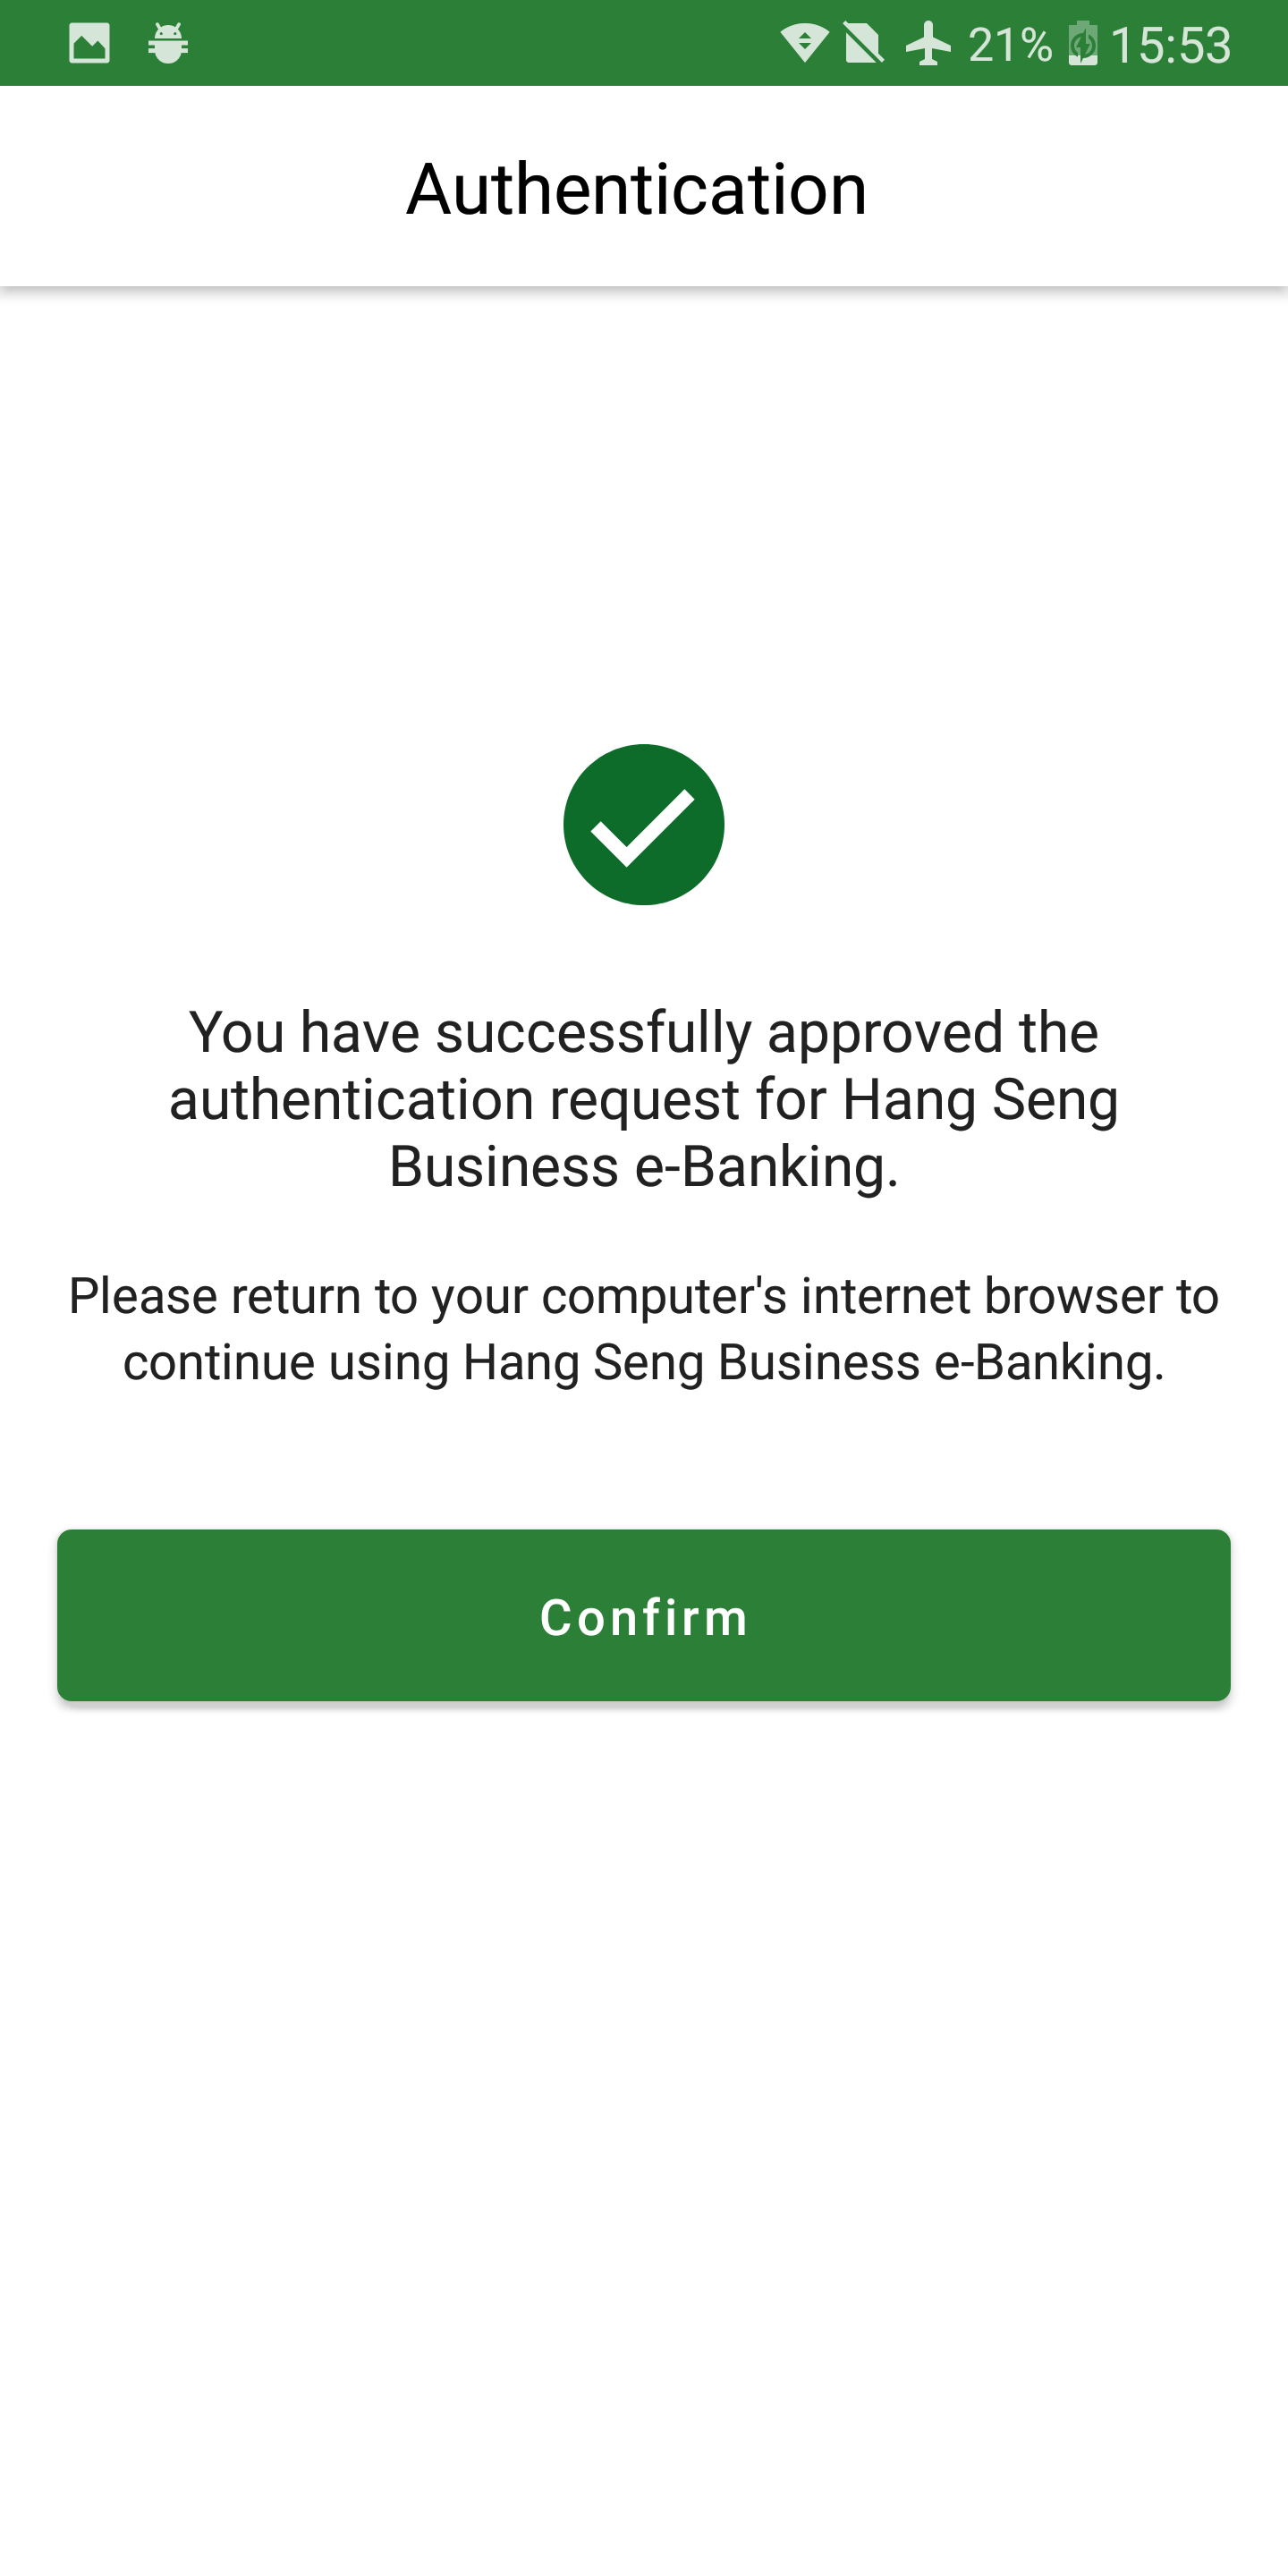 21% 15:53
Authentication
You have successfully approved the
authentication request for Hang Seng
Business e-Banking.
Please return to your computer's internet browser to
continue using Hang Seng Business e-Banking.
Confirm